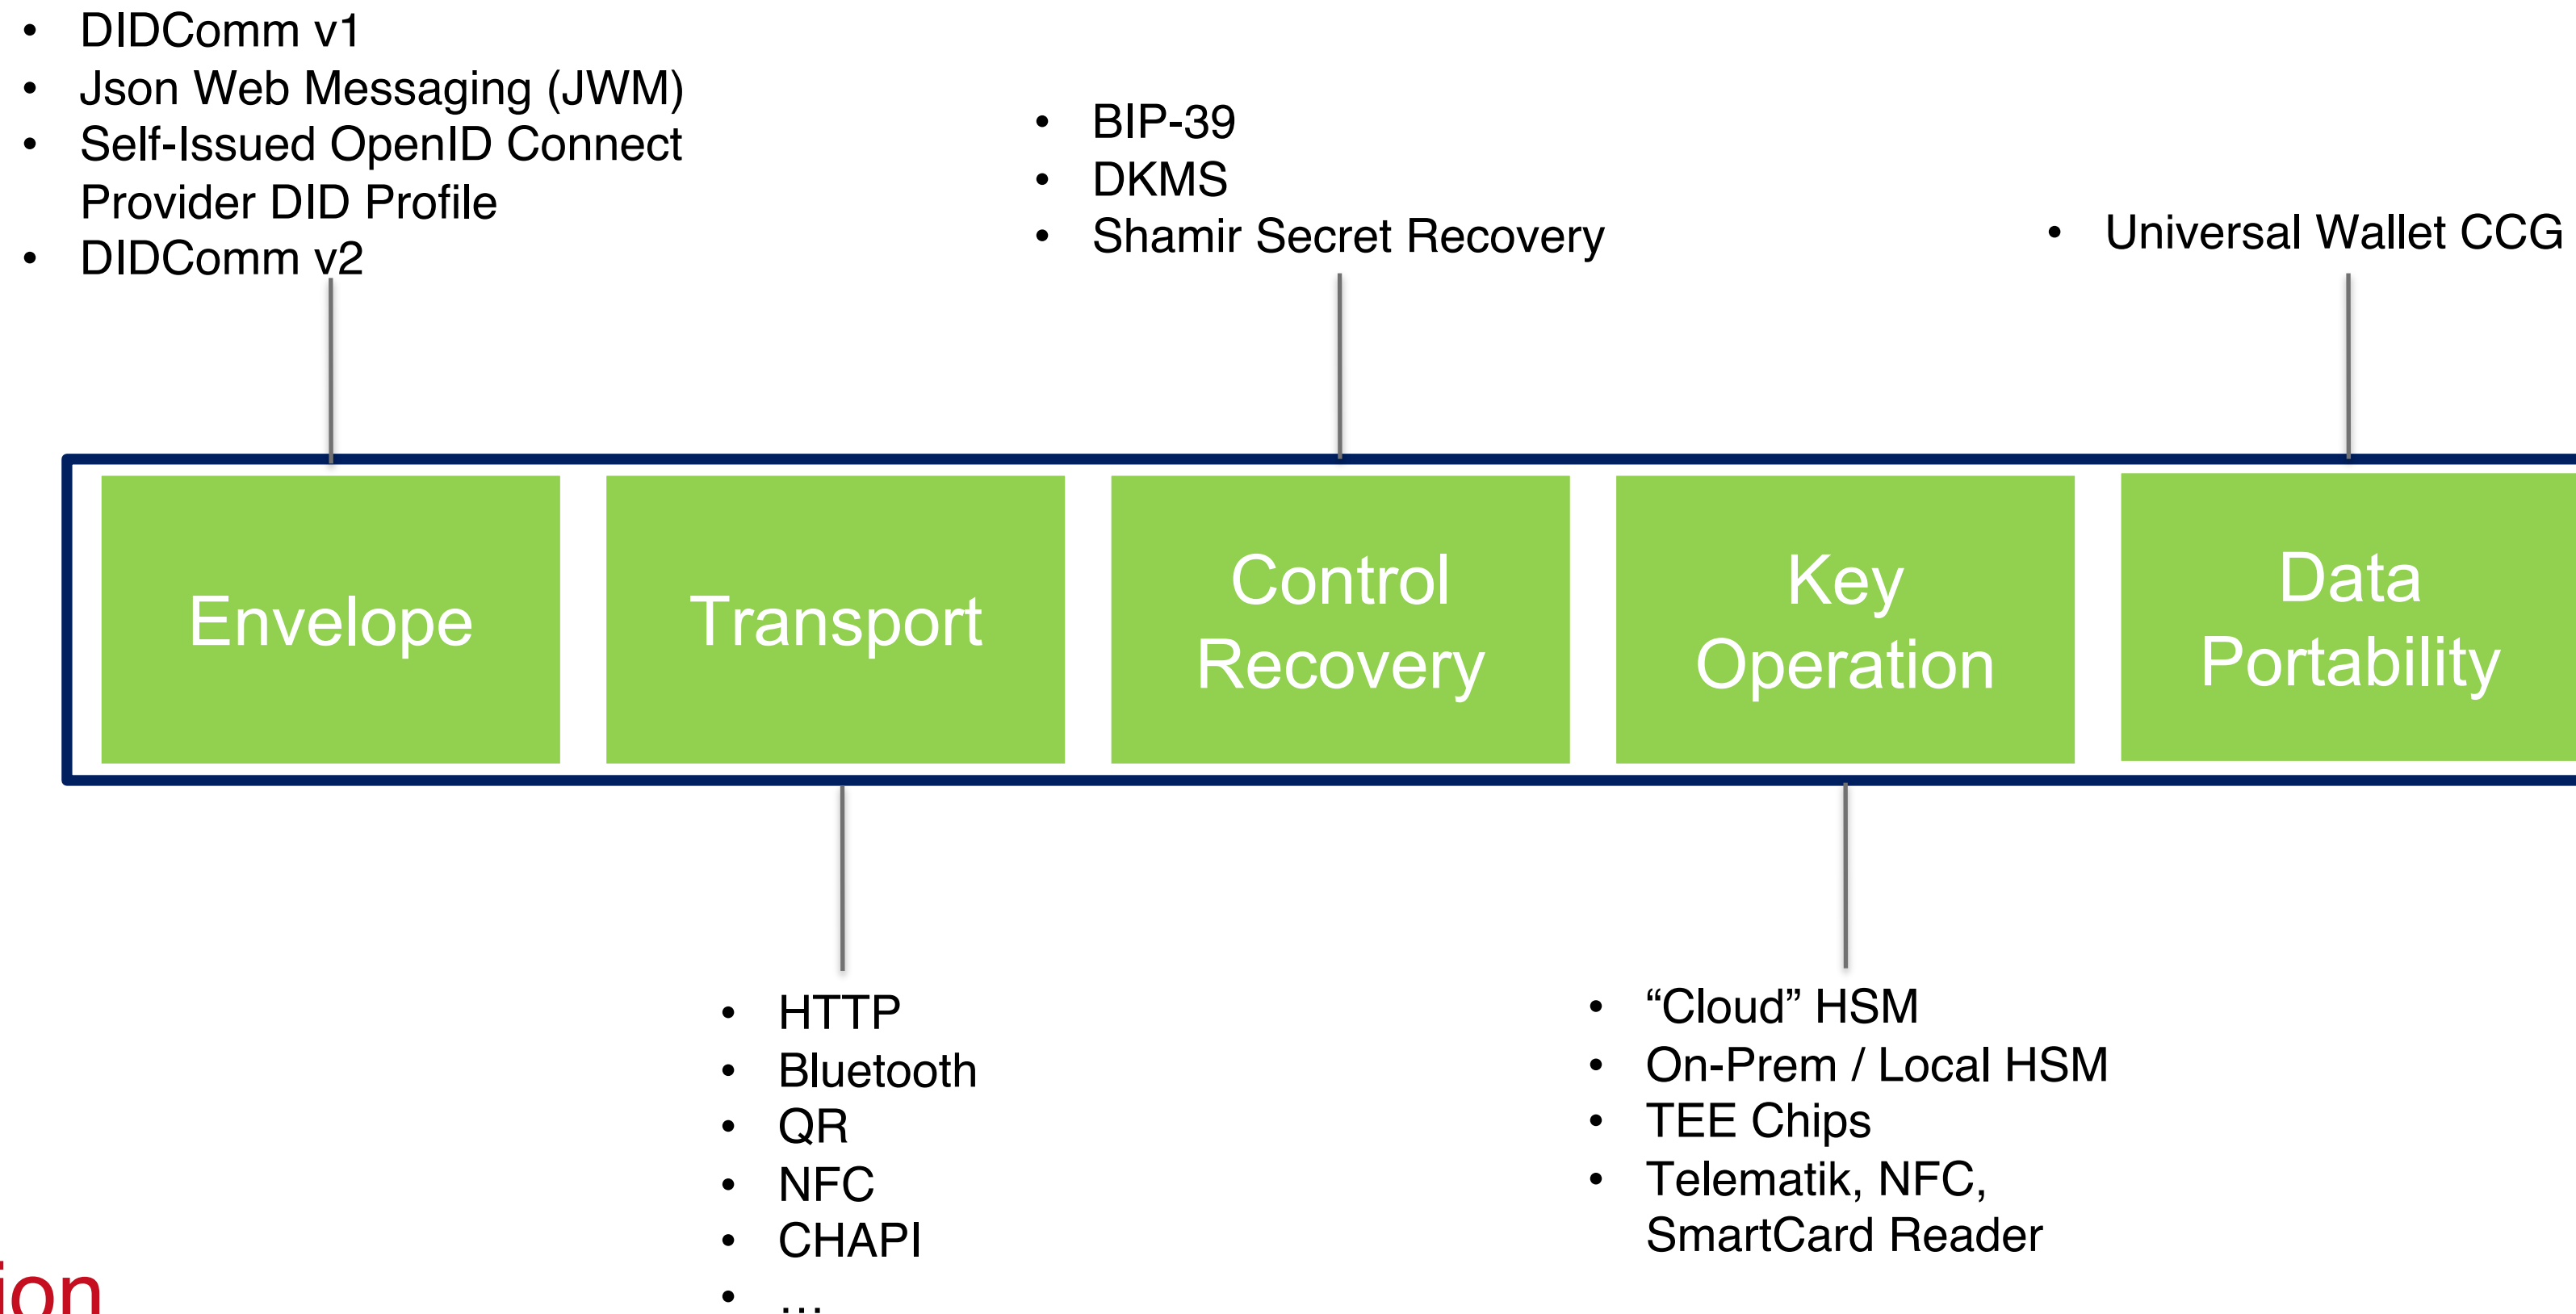 • DIDComm v1
• Json Web Messaging (JWM)
• Self-Issued OpenID Connect
Provider DID Profile
• DIDComm v2
• BIP-39
• DKMS
• Shamir Secret Recovery
• Universal Wallet CCG
Envelope
Transport
Control
Recovery
Key
Operation
Data
Portability
• HTTP
• Bluetooth
• QR
• NFC
• CHAPI
• …
• “Cloud” HSM
• On-Prem / Local HSM
• TEE Chips
• Telematik, NFC,
SmartCard Reader